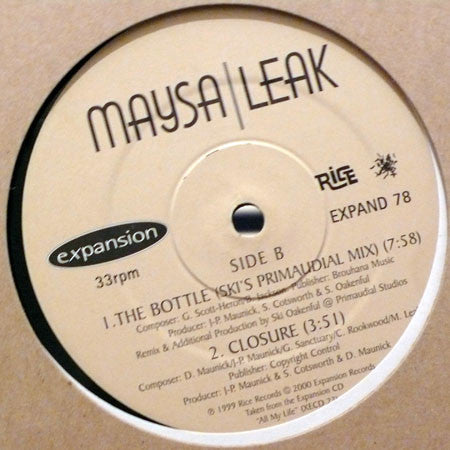 MAYSA | LEAK
RICE
EXPAND 78
expansion
33rpm
SIDE B
1. THE BOTTLE (SKI'S PRIMAUDIAL MIX) (7:58)
Composer: G. Scott-Heron/B. Jackson, Publisher: Brouhana Music
Producer: J-P. Maunick, S. Cotsworth & S. Oakenful
Remix & Additional Production by Ski Oakenful @ Primaudial Studios
2. CLOSURE (3:51)
Composer: D. Maunick/J-P. Maunick/G. Sanctuary/C. Rookwood/M. Leak
Publisher: Copyright Control
Producer: J-P. Maunick & S. Cotsworth & D. Maunick
℗ 1999 Rice Records © 2000 Expansion Records
Taken from the Expansion CD
"All My Life" (XECD